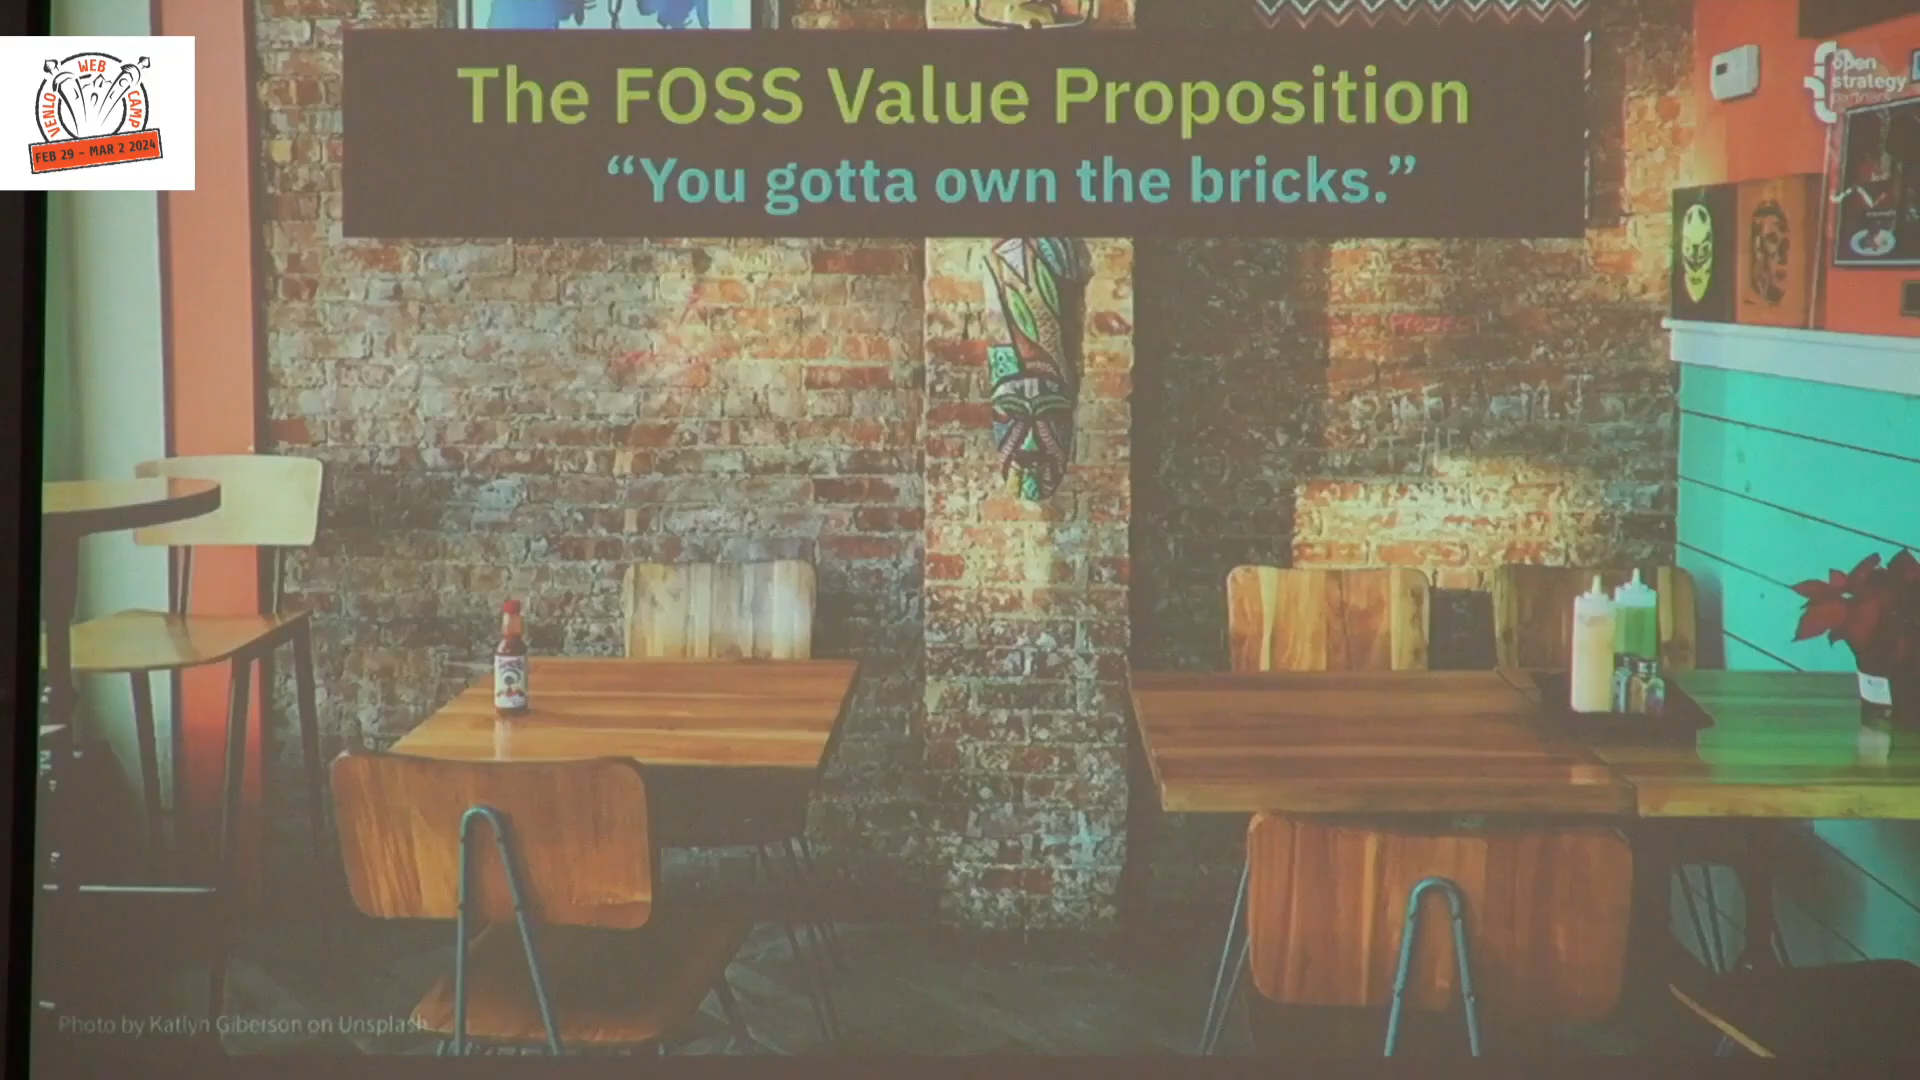 VENLO WEB CAMP
FEB 29 – MAR 2 2024
The FOSS Value Proposition
“You gotta own the bricks.”
open
strategy
partners
Photo by Katlyn Giberson on Unsplash